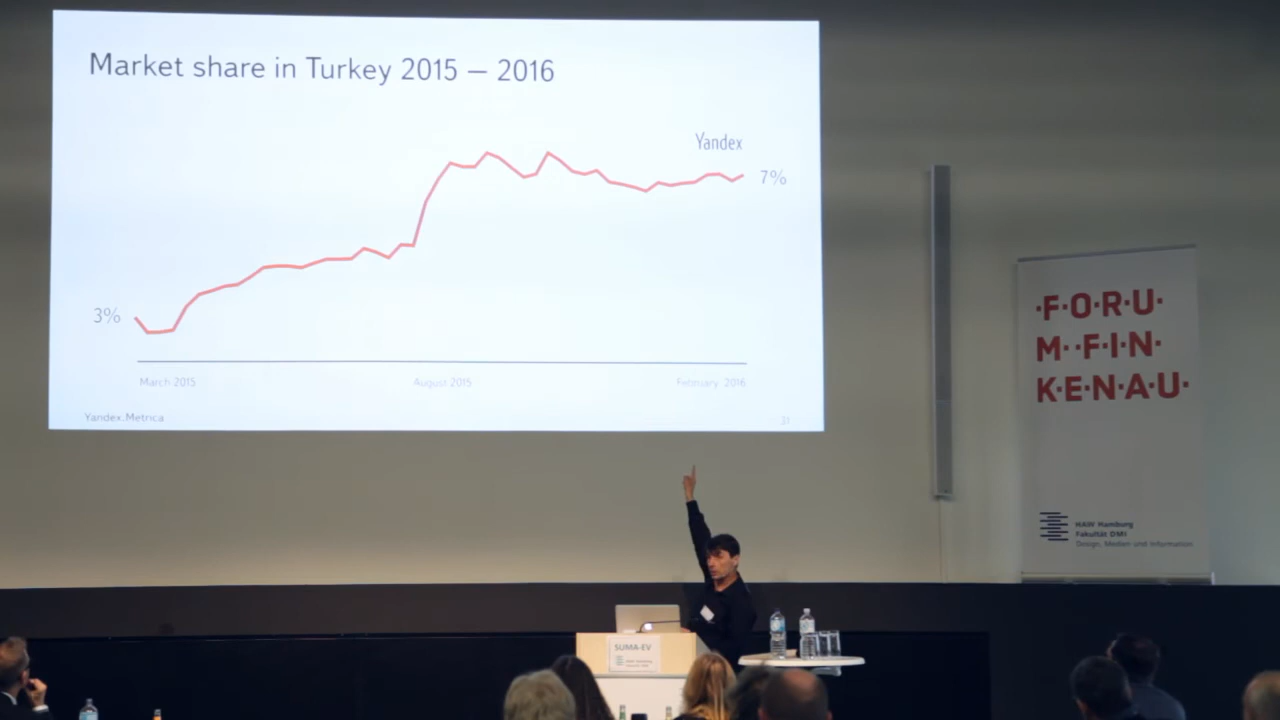 Market share in Turkey 2015 – 2016
Yandex
7%
3%
March 2015
August 2015
February 2016
Yandex.Metrica
31
·F·O·R·U·
M··F·I·N·
K·E·N·A·U·
HAW Hamburg
Fakultät DMI
Design, Medien und Information
SUMA-EV